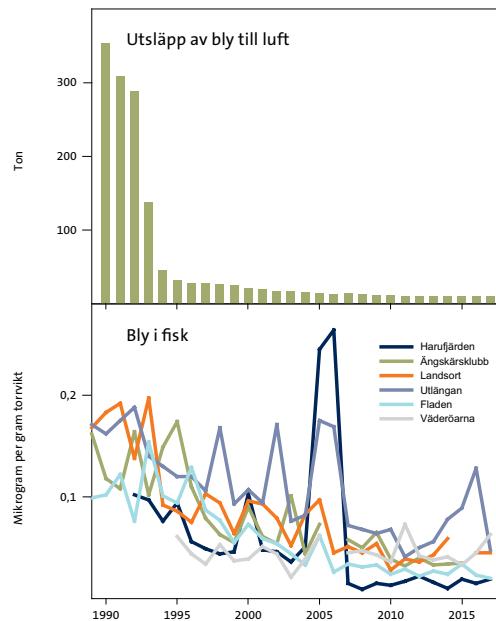 Utsläpp av bly till luft
300
200
100
Ton
Bly i fisk
Harufjärden
Ängskärsklubb
Landsort
Utlängan
Fladen
Väderöarna
0,2
0,1
Mikrogram per gram torrvikt
1990 1995 2000 2005 2010 2015